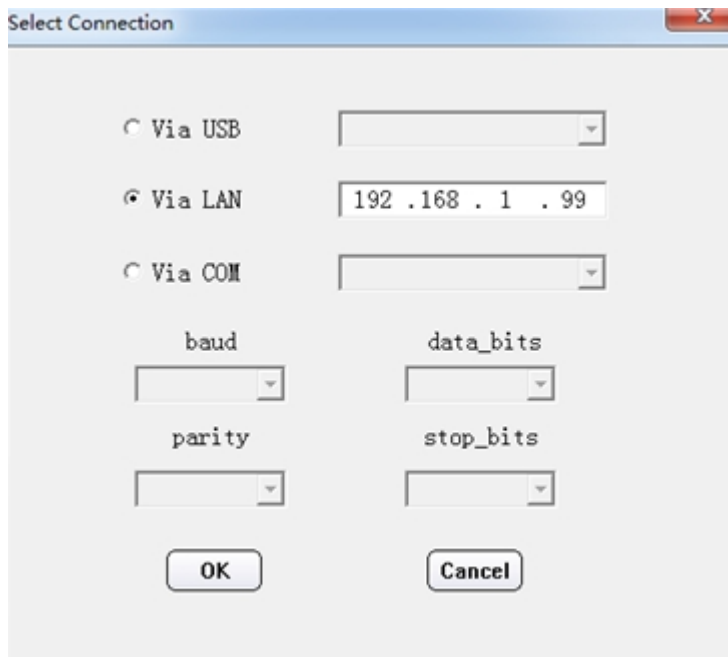 Select Connection
Via USB
Via LAN 192 .168 . 1 . 99
Via COM
baud data_bits
parity stop_bits
OK Cancel